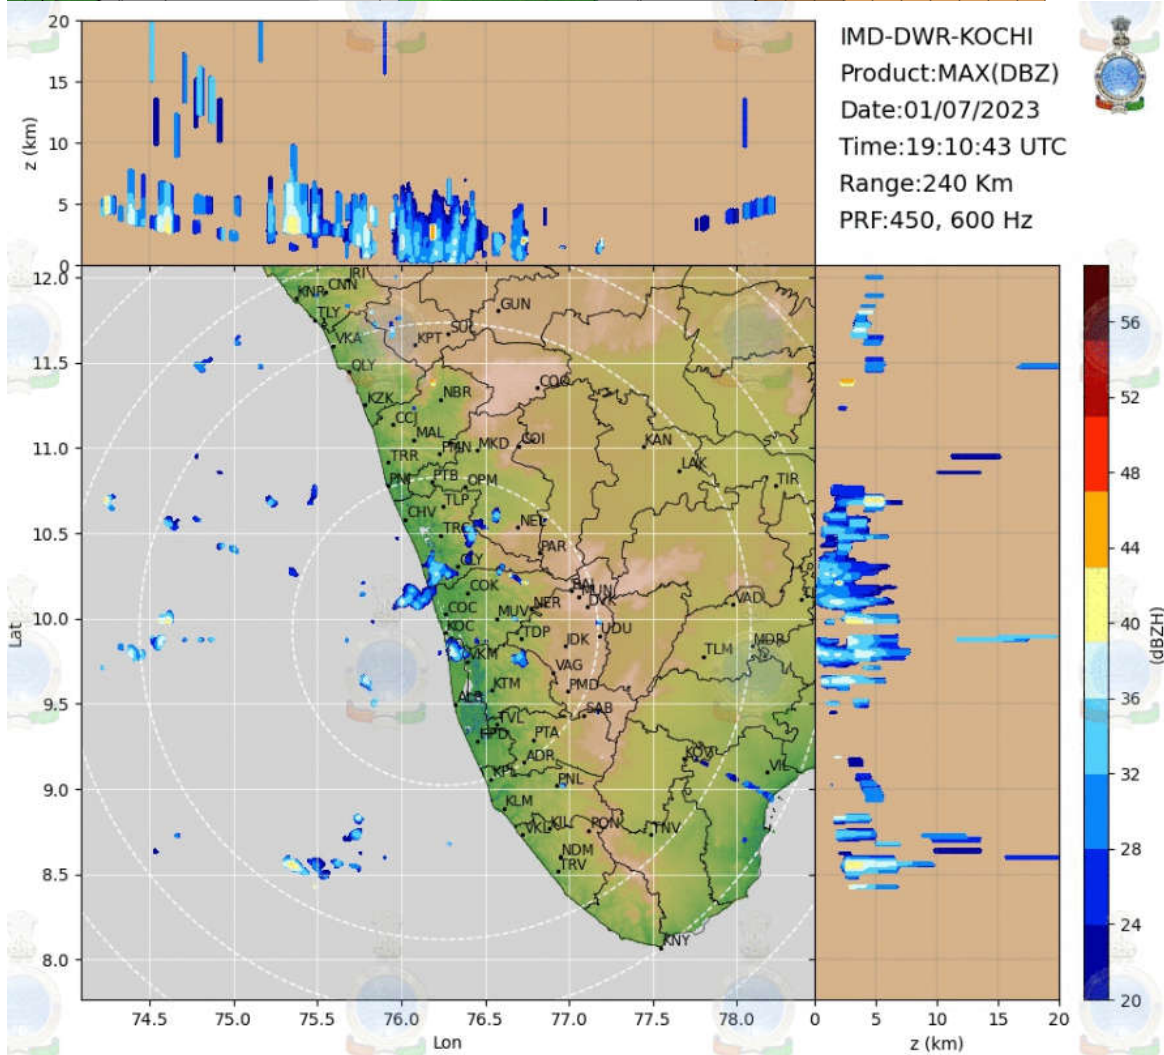 20
15
10
5
0
z (km)
IMD-DWR-KOCHI
Product:MAX(DBZ)
Date:01/07/2023
Time:19:10:43 UTC
Range:240 Km
PRF:450, 600 Hz
12.0
11.5
11.0
10.5
10.0
9.5
9.0
8.5
8.0
Lat
IRI
CNN
KNR
GUN
TLY
SUL
VKA
KPT
QLY
COO
NBR
KZK
CCJ
MAL
PMN
MKD
COI
KAN
TRR
LAK
PNI
PTB
OPM
TIR
TLP
CHV
TRC
NEL
PAR
COK
MUN
DVK
VAD
COC
MUV
NER
KOC
TDP
JDK
UDU
TLM
MDR
VKM
VAG
KTM
PMD
ALB
SAB
TVL
PTA
ADR
KOV
VIL
KPL
PNL
KLM
VKL
KIL
PON
TNV
NDM
TRV
KNY
74.5 75.0 75.5 76.0 76.5 77.0 77.5 78.0
Lon
0 5 10 15 20
z (km)
56
52
48
44
40
36
32
28
24
20
(dBZH)